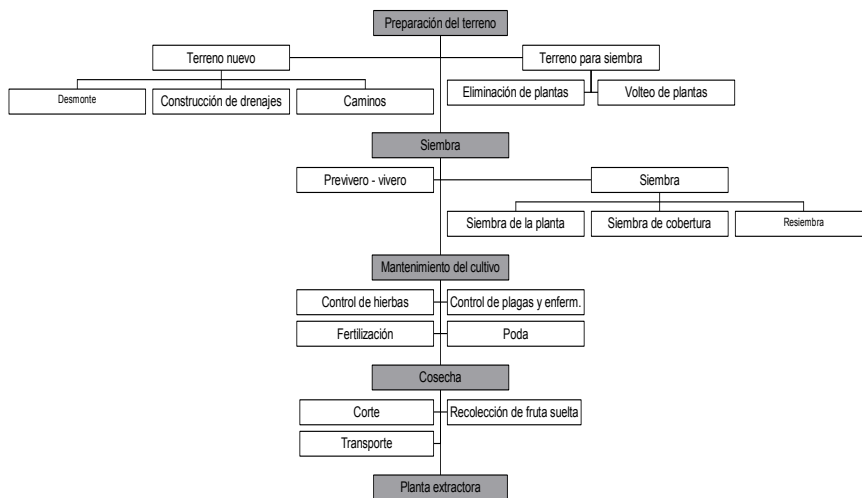 Preparación del terreno
Terreno nuevo
Terreno para siembra
Desmonte
Construcción de drenajes
Caminos
Eliminación de plantas
Volteo de plantas
Siembra
Previvero - vivero
Siembra
Siembra de la planta
Siembra de cobertura
Resiembra
Mantenimiento del cultivo
Control de hierbas
Control de plagas y enferm.
Fertilización
Poda
Cosecha
Corte
Recolección de fruta suelta
Transporte
Planta extractora